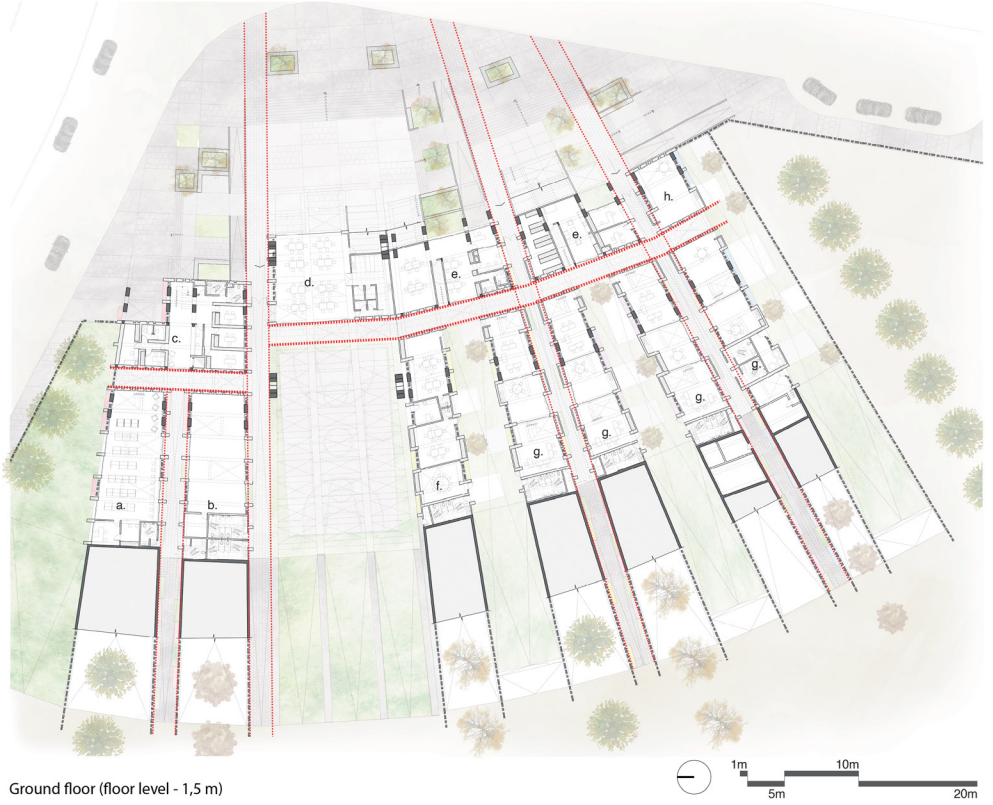 h.
e.
d.
e.
c.
g.
g.
g.
g.
f.
a.
b.
1m
10m
5m
20m
Ground floor (floor level - 1,5 m)